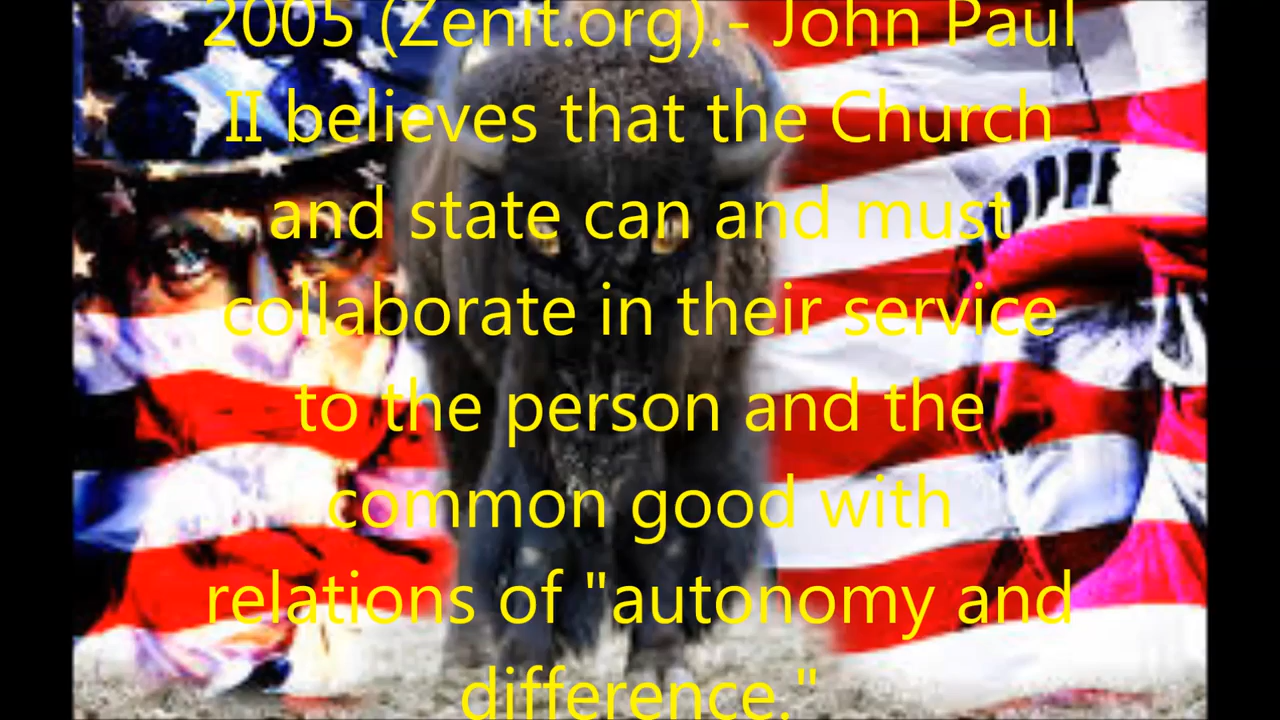 2005 (Zenit.org).- John Paul
II believes that the Church
and state can and must
collaborate in their service
to the person and the
common good with
relations of "autonomy and
difference."